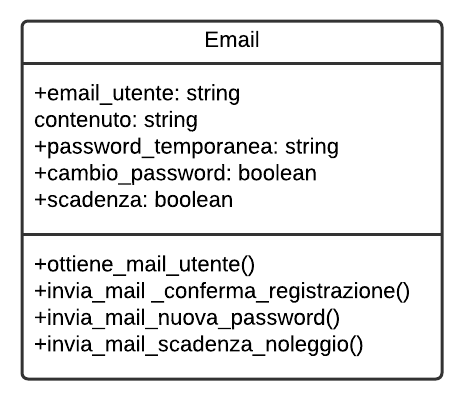 Email
+email_utente: string
contenuto: string
+password_temporanea: string
+cambio_password: boolean
+scadenza: boolean
+ottiene_mail_utente()
+invia_mail _conferma_registrazione()
+invia_mail_nuova_password()
+invia_mail_scadenza_noleggio()